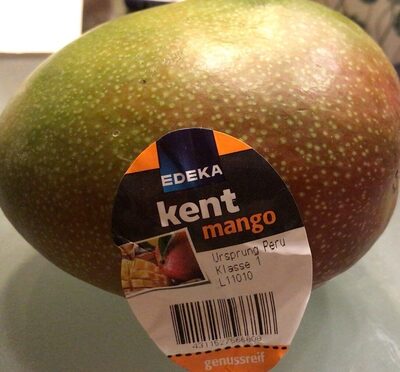 EDEKA
kent
mango
Ursprung Peru
Klasse 1
L11010
genussreif